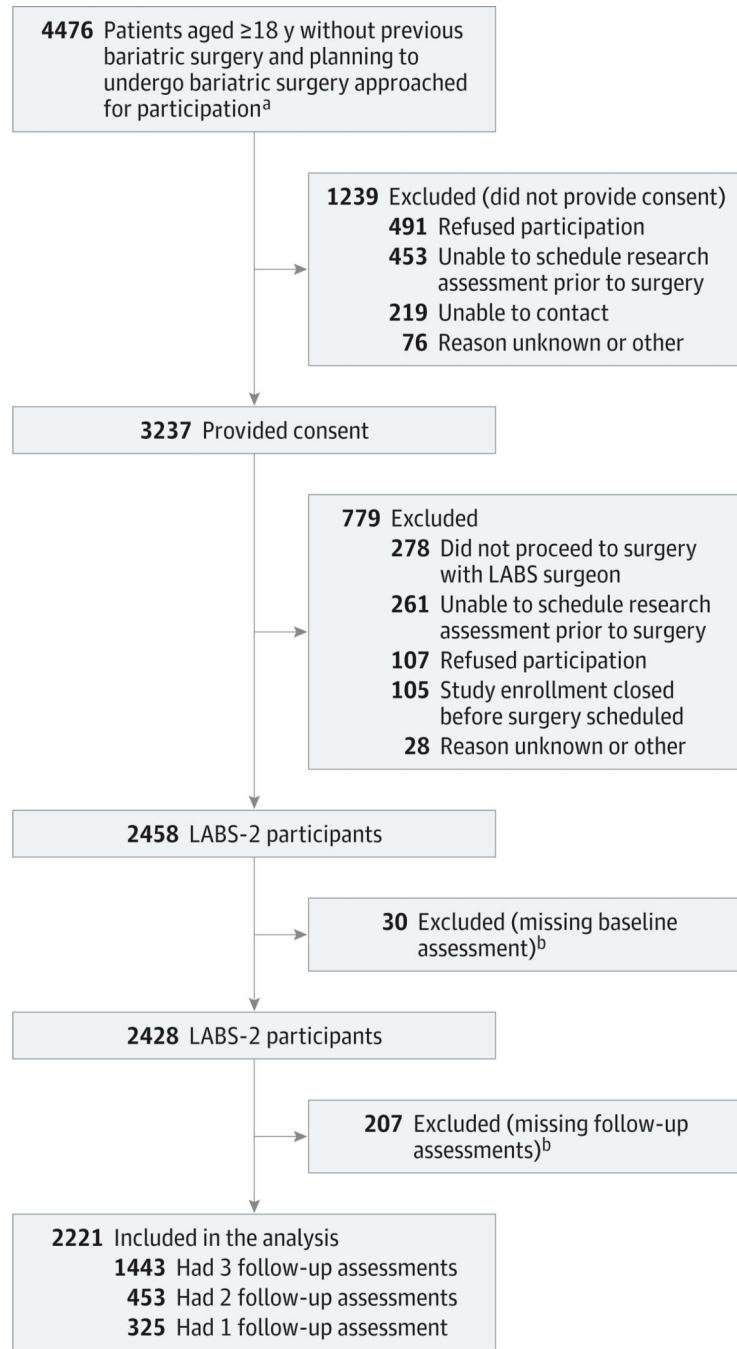 4476 Patients aged ≥18 y without previous
bariatric surgery and planning to
undergo bariatric surgery approached
for participationa
1239 Excluded (did not provide consent)
491 Refused participation
453 Unable to schedule research
assessment prior to surgery
219 Unable to contact
76 Reason unknown or other
3237 Provided consent
779 Excluded
278 Did not proceed to surgery
with LABS surgeon
261 Unable to schedule research
assessment prior to surgery
107 Refused participation
105 Study enrollment closed
before surgery scheduled
28 Reason unknown or other
2458 LABS-2 participants
30 Excluded (missing baseline
assessment)b
2428 LABS-2 participants
207 Excluded (missing follow-up
assessments)b
2221 Included in the analysis
1443 Had 3 follow-up assessments
453 Had 2 follow-up assessments
325 Had 1 follow-up assessment